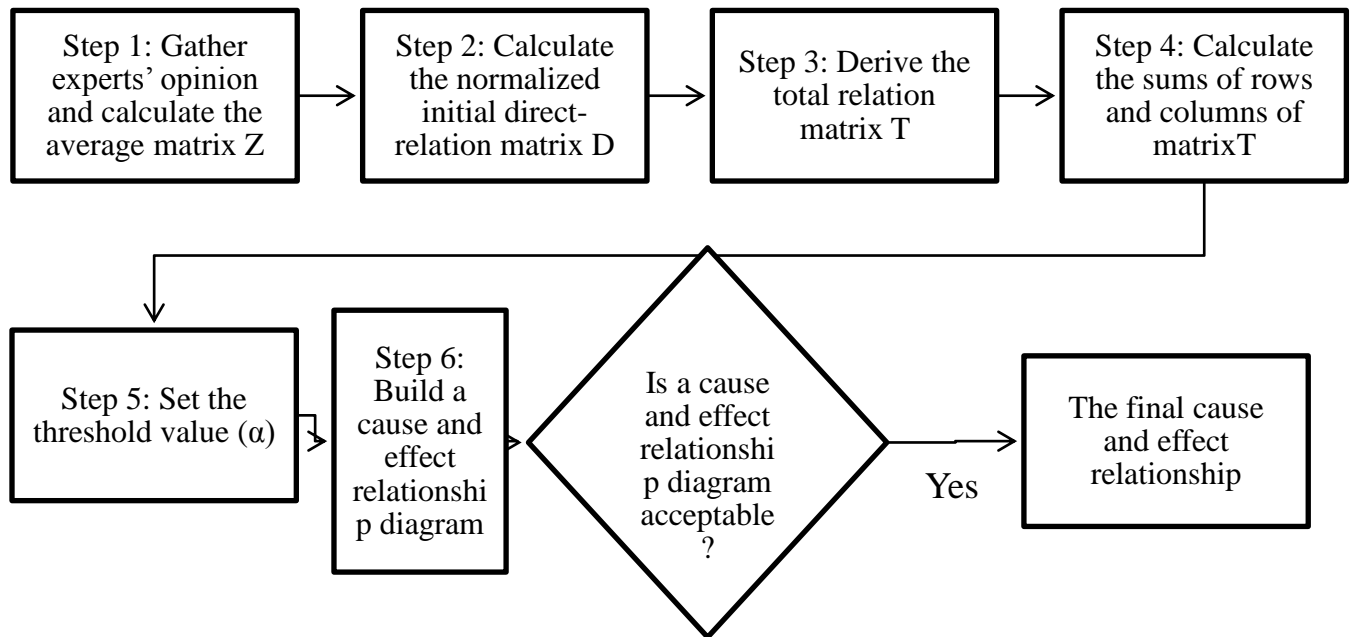 Step 1: Gather
experts’ opinion
and calculate the
average matrix Z
Step 2: Calculate
the normalized
initial direct-
relation matrix D
Step 3: Derive the
total relation
matrix T
Step 4: Calculate
the sums of rows
and columns of
matrixT
Step 5: Set the
threshold value (α)
Step 6:
Build a
cause and
effect
relationshi
p diagram
Is a cause
and effect
relationshi
p diagram
acceptable
?
Yes
The final cause
and effect
relationship